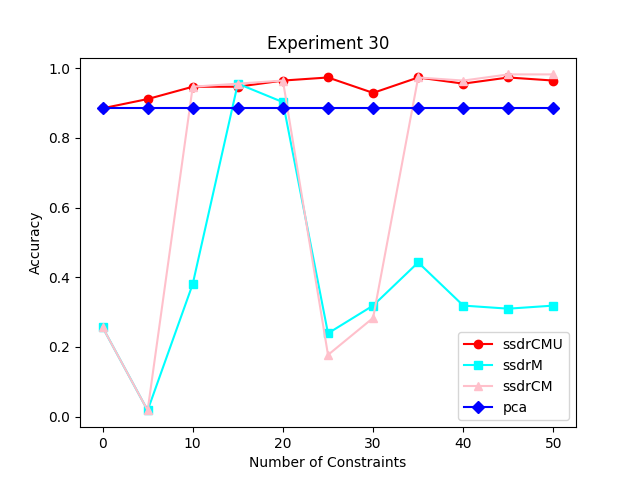 Experiment 30
Accuracy
1.0
0.8
0.6
0.4
0.2
0.0
0 10 20 30 40 50
Number of Constraints
ssdrCMU
ssdrM
ssdrCM
pca